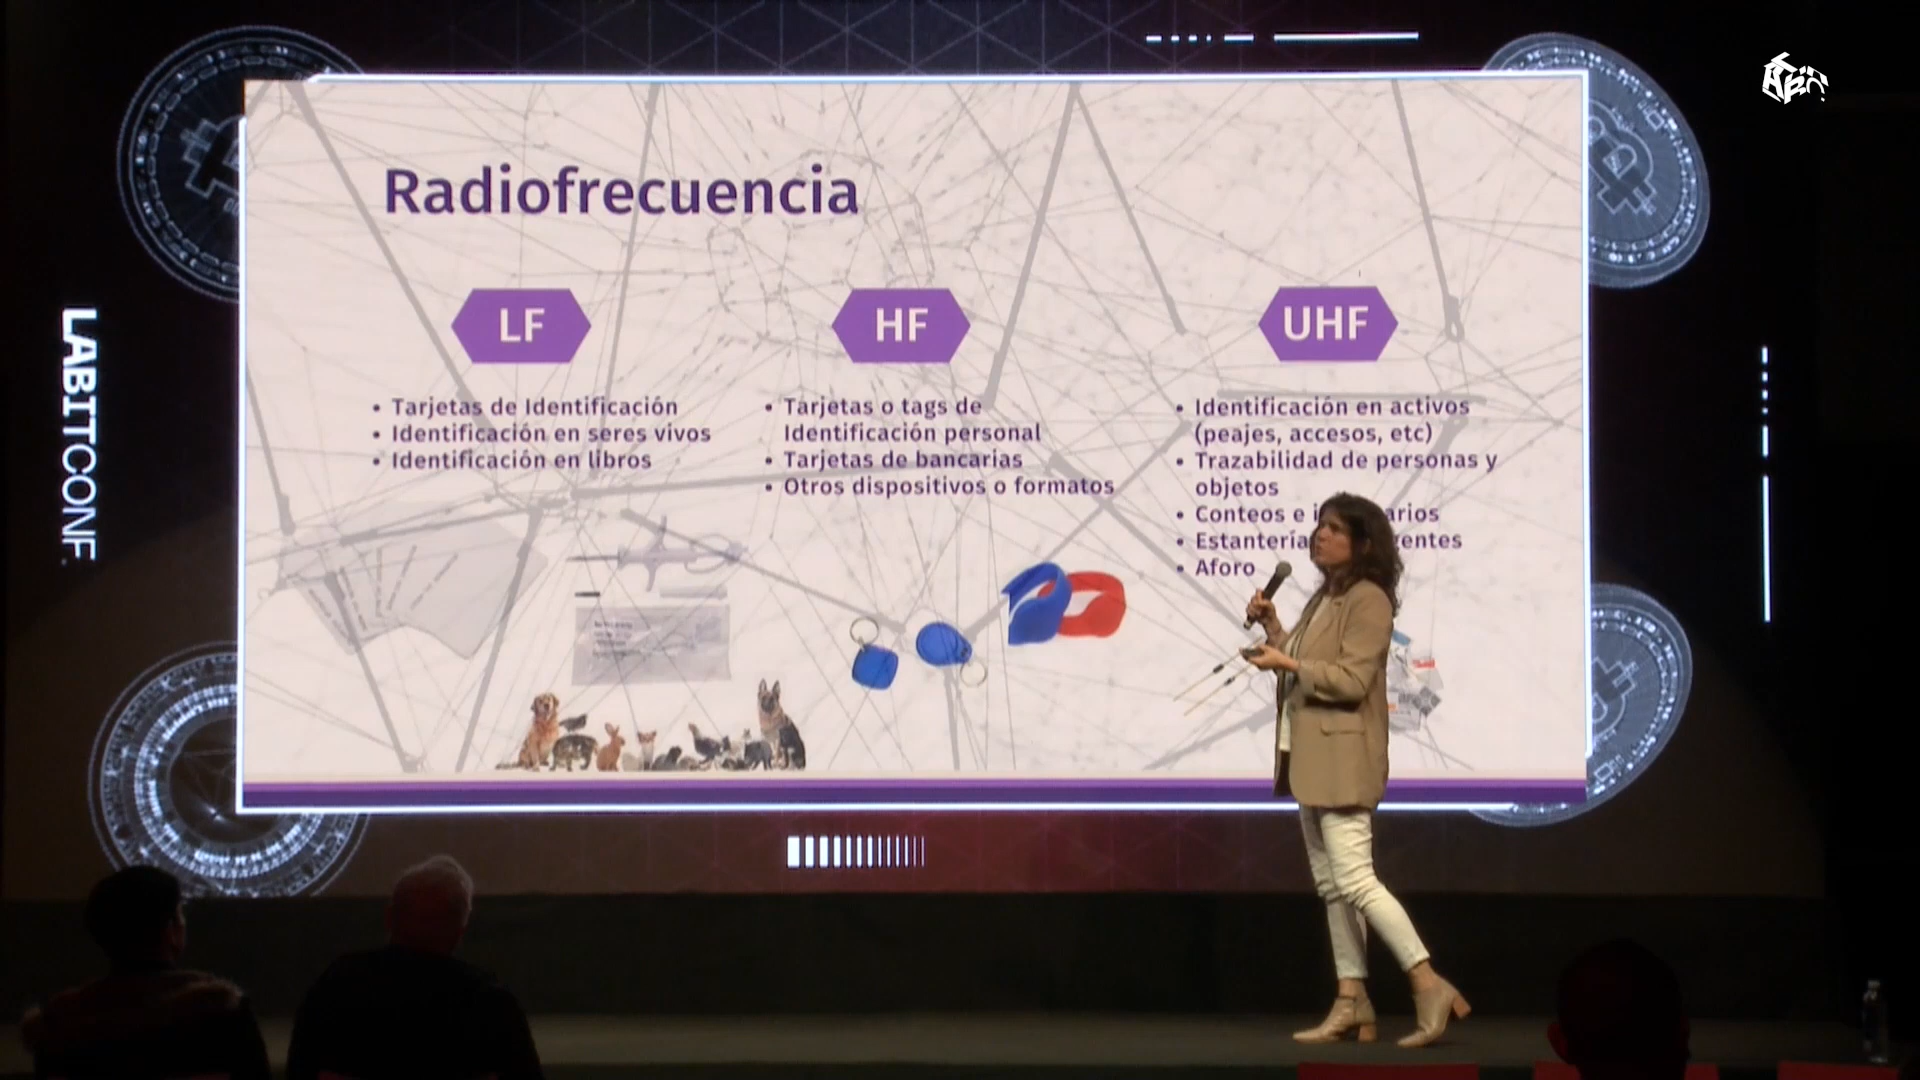 Radiofrecuencia
LF
• Tarjetas de Identificación
• Identificación en seres vivos
• Identificación en libros
HF
• Tarjetas o tags de
Identificación personal
• Tarjetas de bancarias
• Otros dispositivos o formatos
UHF
• Identificación en activos
(peajes, accesos, etc)
• Trazabilidad de personas y
objetos
• Conteos e
•
• Aforo
LABITCONF.